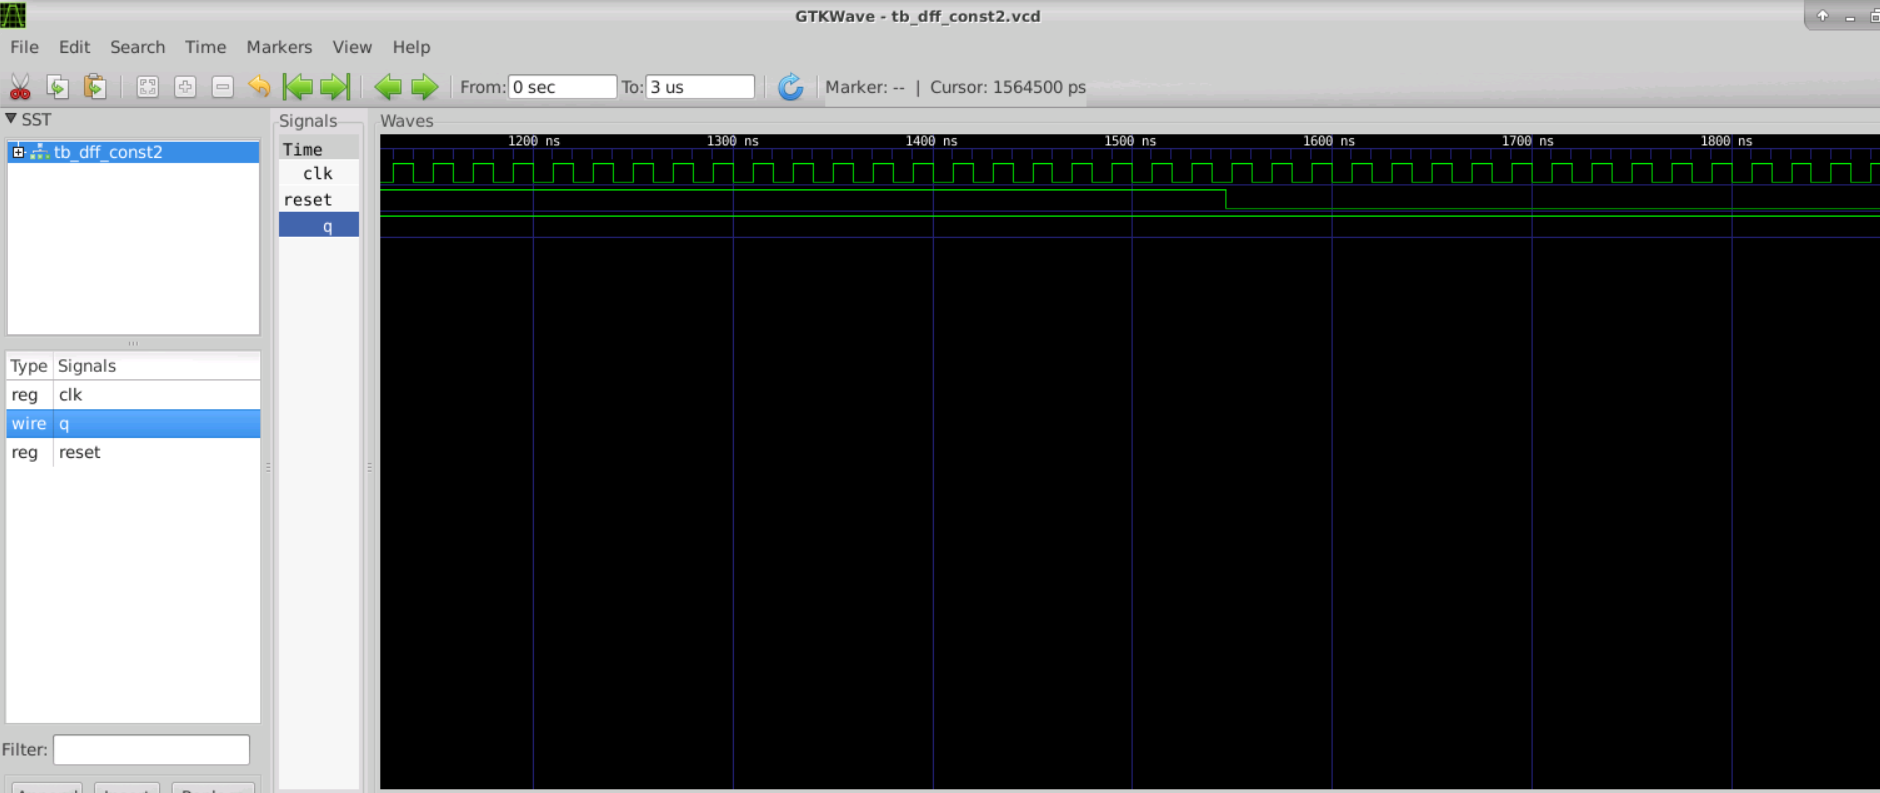 GTKWave - tb_dff_const2.vcd
File Edit Search Time Markers View Help
From: 0 sec To: 3 us Marker: -- | Cursor: 1564500 ps
SST
tb_dff_const2
Type Signals
reg clk
wire q
reg reset
Filter:
Signals
Time
clk
reset
q
Waves
1200 ns 1300 ns 1400 ns 1500 ns 1600 ns 1700 ns 1800 ns